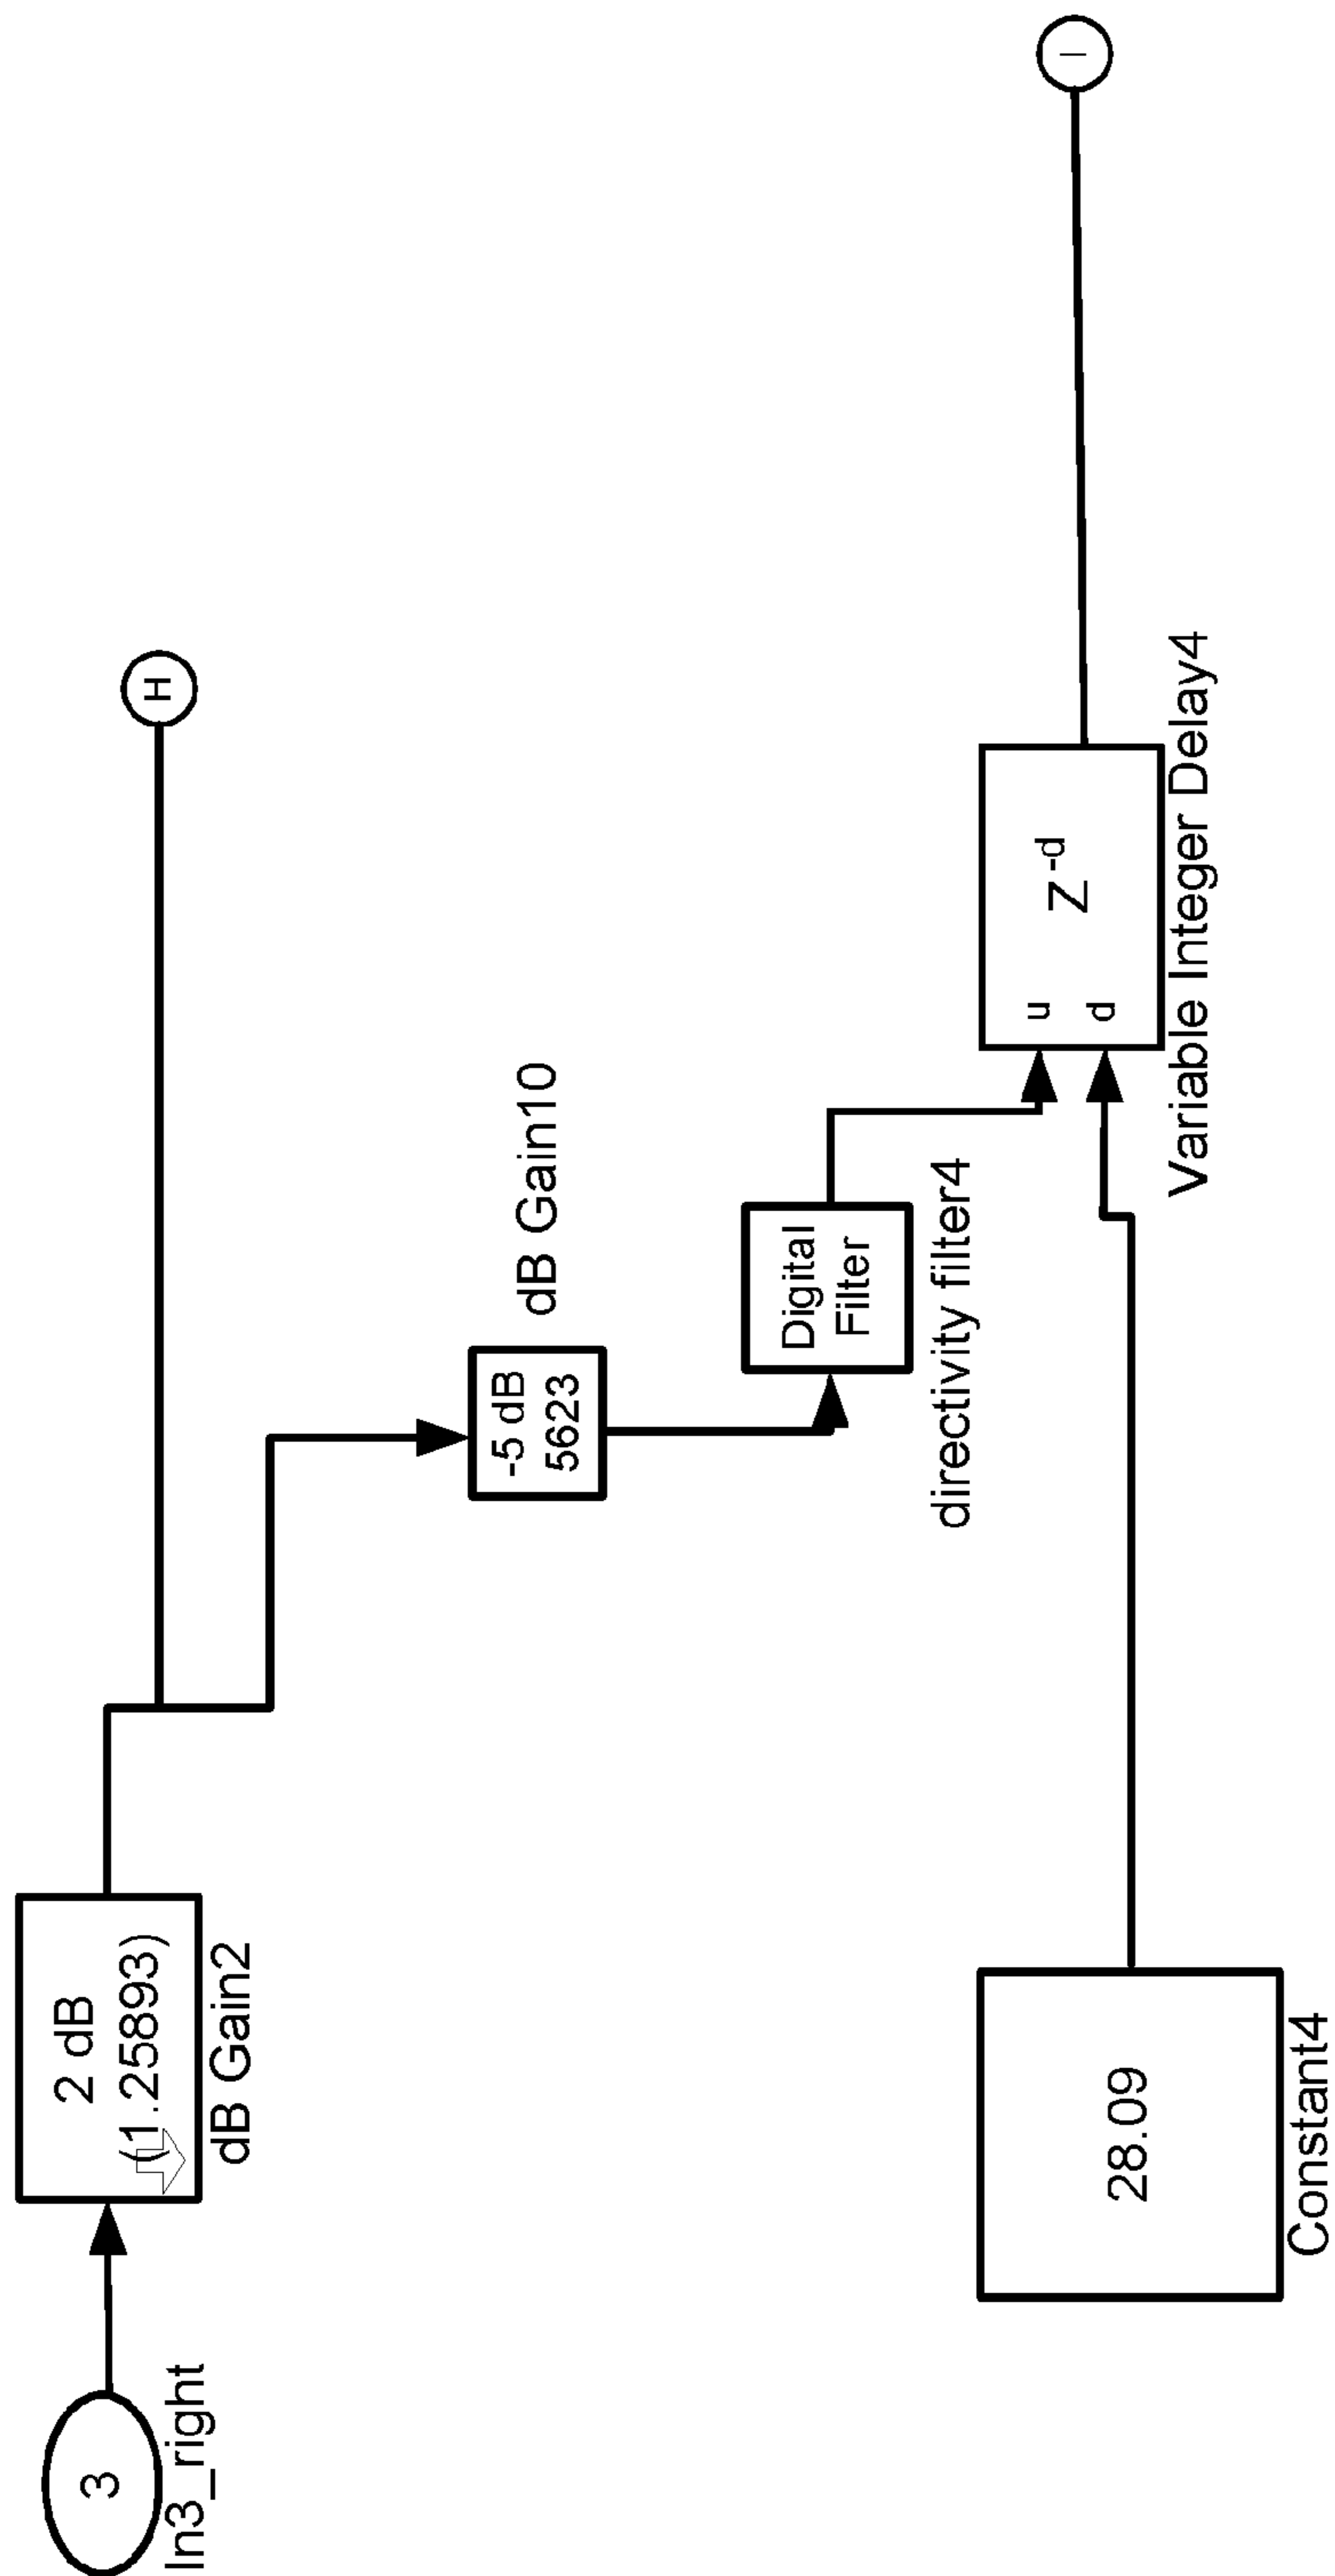 3
In3_right
2 dB
(1.25893)
dB Gain2
H
-5 dB
5623
dB Gain10
Digital
Filter
directivity filter4
28.09
Constant4
u
d
Z-d
Variable Integer Delay4
I